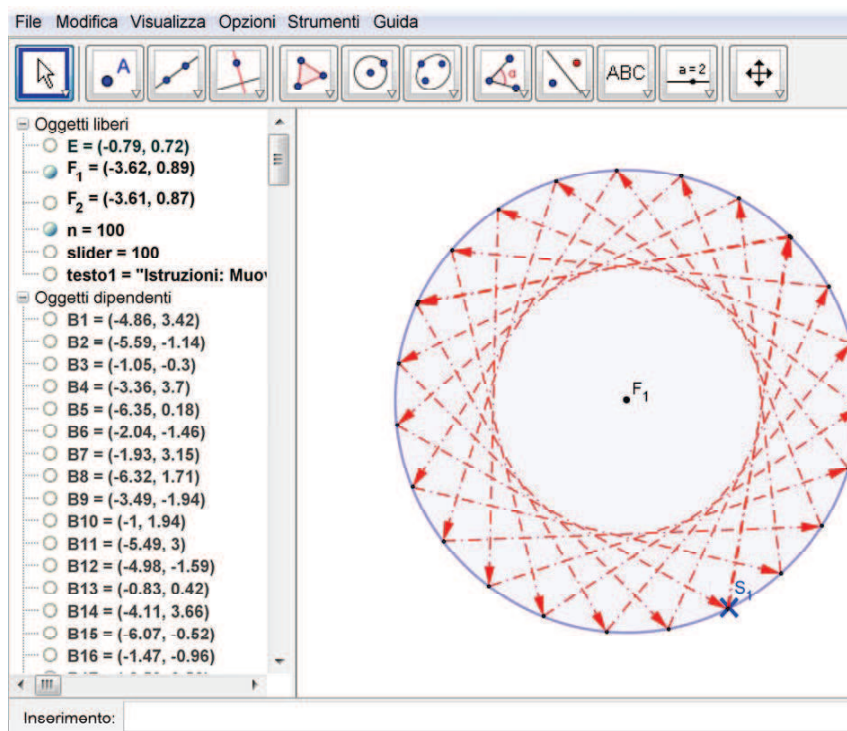 File Modifica Visualizza Opzioni Strumenti Guida
A
α
ABC
a=2
Oggetti liberi
E = (-0.79, 0.72)
F1 = (-3.62, 0.89)
F2 = (-3.61, 0.87)
n = 100
slider = 100
testo1 = "Istruzioni: Muov
Oggetti dipendenti
B1 = (-4.86, 3.42)
B2 = (-5.59, -1.14)
B3 = (-1.05, -0.3)
B4 = (-3.36, 3.7)
B5 = (-6.35, 0.18)
B6 = (-2.04, -1.46)
B7 = (-1.93, 3.15)
B8 = (-6.32, 1.71)
B9 = (-3.49, -1.94)
B10 = (-1, 1.94)
B11 = (-5.49, 3)
B12 = (-4.98, -1.59)
B13 = (-0.83, 0.42)
B14 = (-4.11, 3.66)
B15 = (-6.07, -0.52)
B16 = (-1.47, -0.96)
F1
S1
Inserimento: